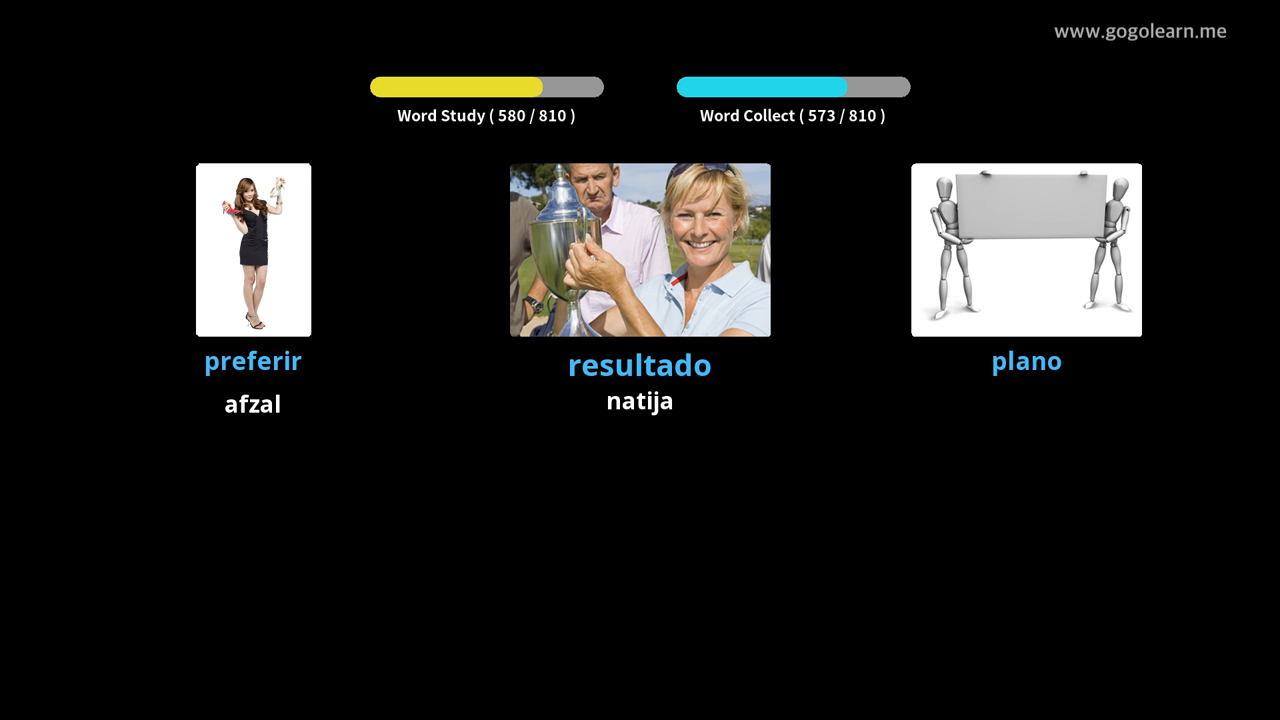 www.gogolearn.me
Word Study ( 580 / 810 )
Word Collect ( 573 / 810 )
preferir
afzal
resultado
natija
plano